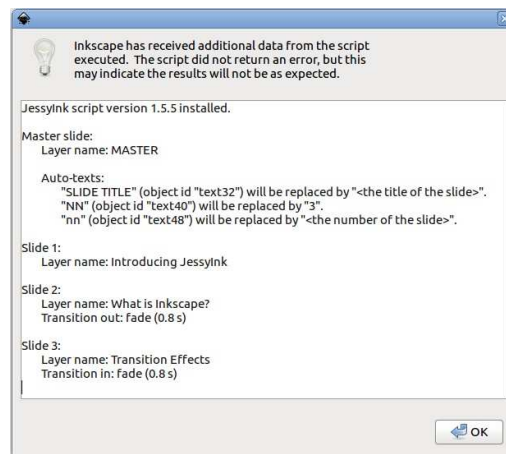 Inkscape has received additional data from the script
executed. The script did not return an error, but this
may indicate the results will not be as expected.
JessyInk script version 1.5.5 installed.
Master slide:
Layer name: MASTER
Auto-texts:
"SLIDE TITLE" (object id "text32") will be replaced by "<the title of the slide>".
"NN" (object id "text40") will be replaced by "3".
"nn" (object id "text48") will be replaced by "<the number of the slide>".
Slide 1:
Layer name: Introducing JessyInk
Slide 2:
Layer name: What is Inkscape?
Transition out: fade (0.8 s)
Slide 3:
Layer name: Transition Effects
Transition in: fade (0.8 s)
OK